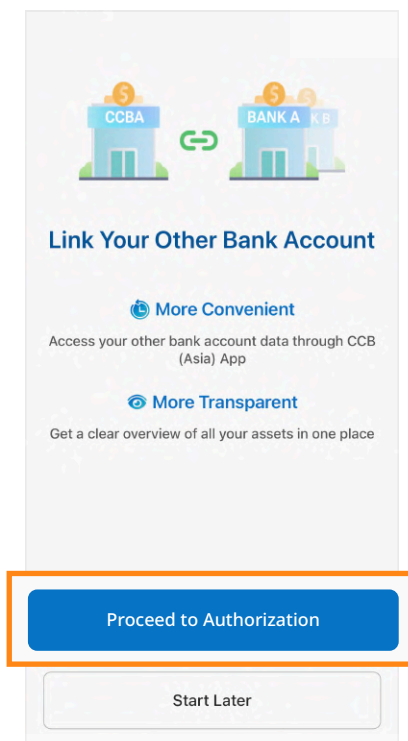 CCBA
BANK A
K B
Link Your Other Bank Account
More Convenient
Access your other bank account data through CCB
(Asia) App
More Transparent
Get a clear overview of all your assets in one place
Proceed to Authorization
Start Later